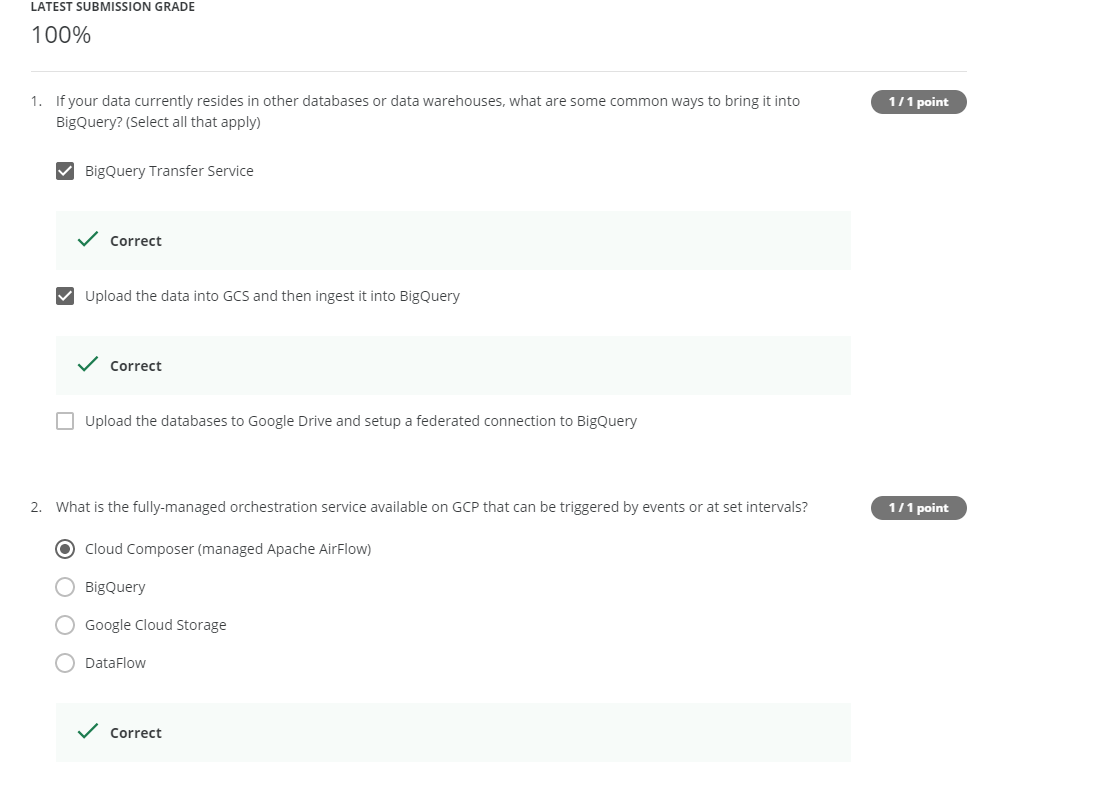 LATEST SUBMISSION GRADE
100%
1. If your data currently resides in other databases or data warehouses, what are some common ways to bring it into
BigQuery? (Select all that apply)
1 / 1 point
BigQuery Transfer Service
Correct
Upload the data into GCS and then ingest it into BigQuery
Correct
Upload the databases to Google Drive and setup a federated connection to BigQuery
2. What is the fully-managed orchestration service available on GCP that can be triggered by events or at set intervals?
1 / 1 point
Cloud Composer (managed Apache AirFlow)
BigQuery
Google Cloud Storage
DataFlow
Correct